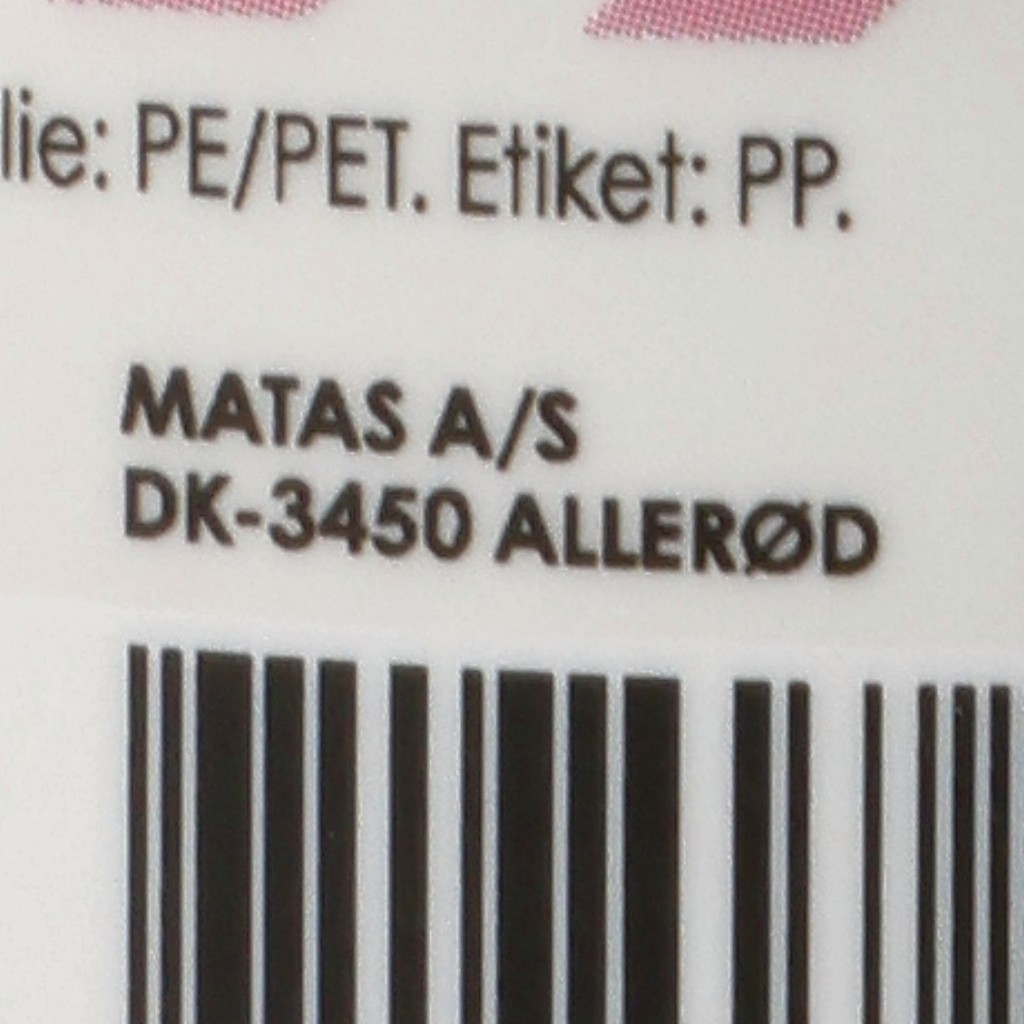 lie: PE/PET. Etiket: PP.
MATAS A/S
DK-3450 ALLERØD